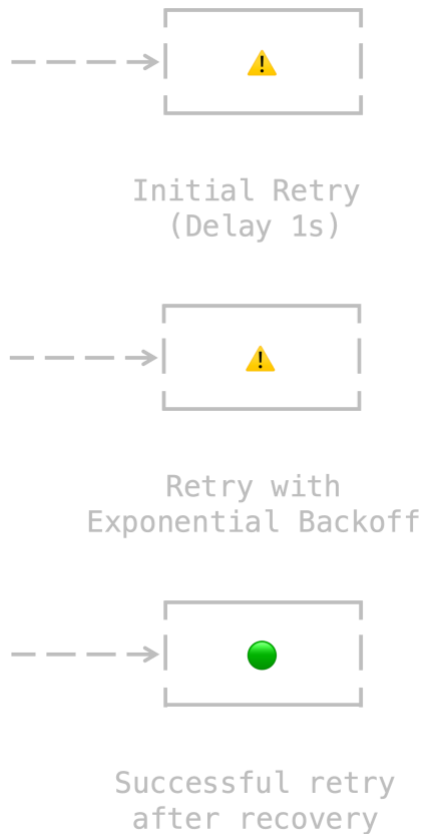 Initial Retry
(Delay 1s)
Retry with
Exponential Backoff
Successful retry
after recovery